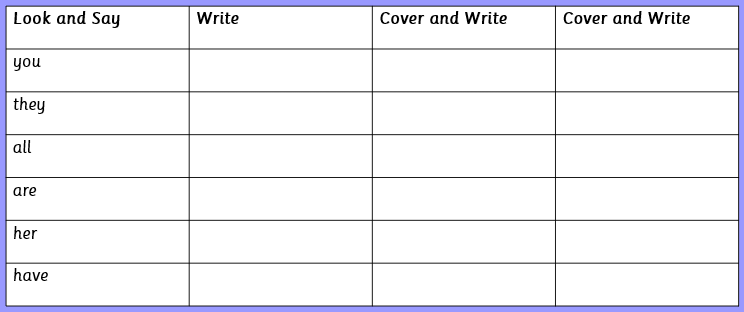 Look and Say Write Cover and Write Cover and Write
you
they
all
are
her
have